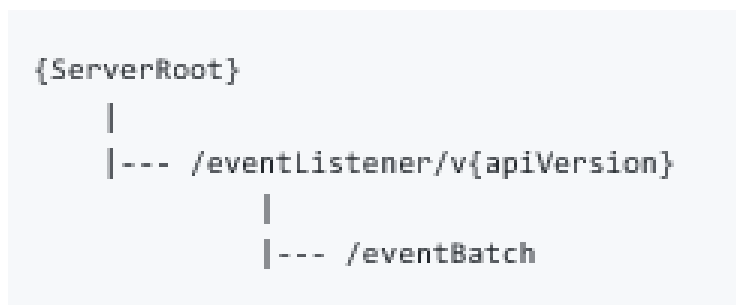 {ServerRoot}
|
|--- /eventListener/v{apiVersion}
|
|--- /eventBatch